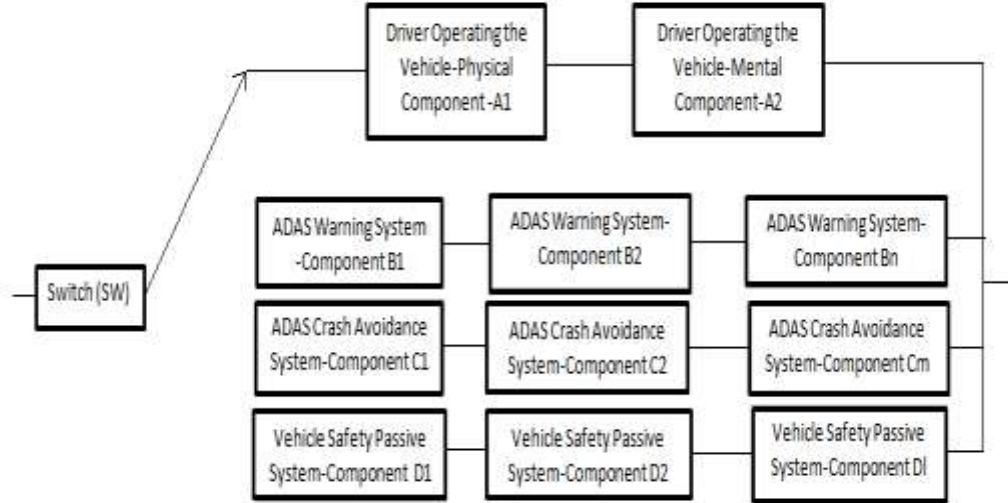 Driver Operating the
Vehicle-Physical
Component -A1
Driver Operating the
Vehicle-Mental
Component-A2
ADAS Warning System
-Component B1
ADAS Warning System-
Component B2
ADAS Warning System-
Component Bn
Switch (SW)
ADAS Crash Avoidance
System-Component C1
ADAS Crash Avoidance
System-Component C2
ADAS Crash Avoidance
System-Component Cm
Vehicle Safety Passive
System-Component D1
Vehicle Safety Passive
System-Component D2
Vehicle Safety Passive
System-Component Dl